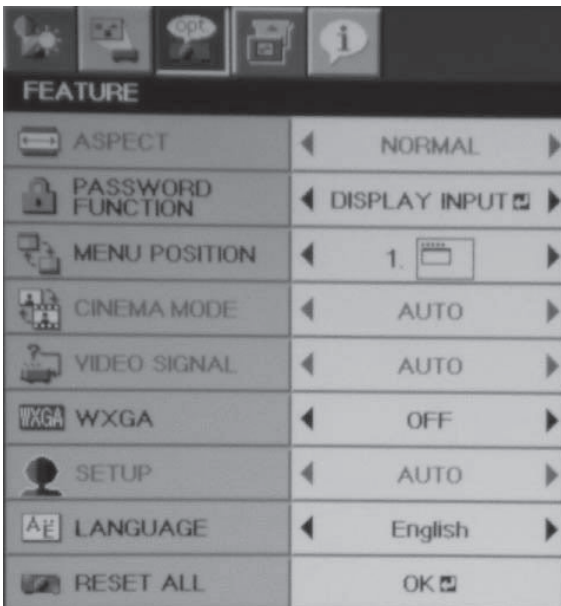 opt
i
FEATURE
ASPECT NORMAL
PASSWORD
FUNCTION DISPLAY INPUT
MENU POSITION 1.
CINEMA MODE AUTO
? VIDEO SIGNAL AUTO
WXGA WXGA OFF
SETUP AUTO
AE LANGUAGE English
RESET ALL OK